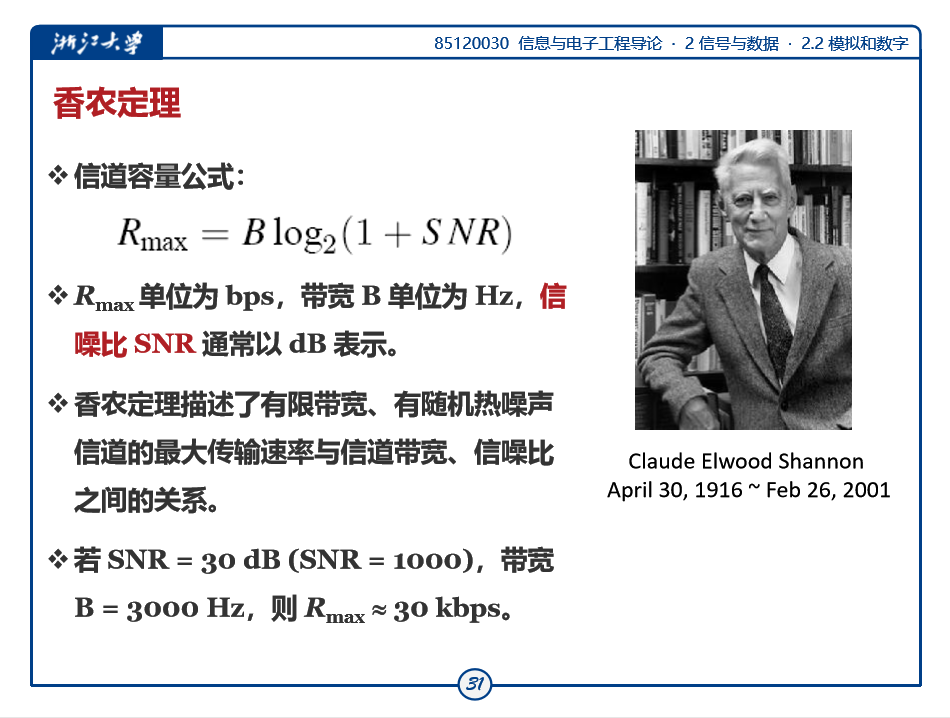 浙江大学
85120030 信息与电子工程导论 · 2 信号与数据 · 2.2 模拟和数字
香农定理
❖ 信道容量公式：
R_max = B log_2(1 + SNR)
❖ R_max 单位为 bps，带宽 B 单位为 Hz，信
噪比 SNR 通常以 dB 表示。
❖ 香农定理描述了有限带宽、有随机热噪声
信道的最大传输速率与信道带宽、信噪比
之间的关系。
❖ 若 SNR = 30 dB (SNR = 1000)，带宽
B = 3000 Hz，则 R_max ≈ 30 kbps。
Claude Elwood Shannon
April 30, 1916 ~ Feb 26, 2001
31